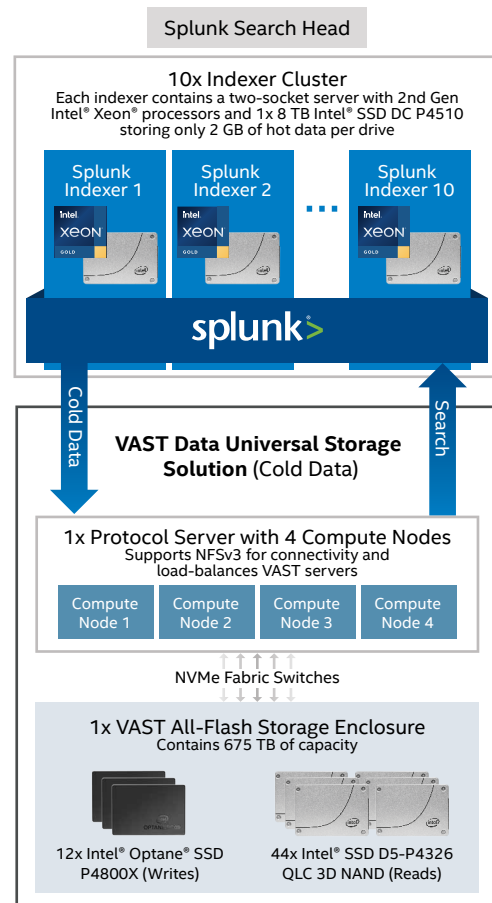 Splunk Search Head
10x Indexer Cluster
Each indexer contains a two-socket server with 2nd Gen
Intel® Xeon® processors and 1x 8 TB Intel® SSD DC P4510
storing only 2 GB of hot data per drive
Splunk
Indexer 1
Splunk
Indexer 2
...
Splunk
Indexer 10
intel.
XEON
GOLD
intel
intel.
XEON
GOLD
intel
intel.
XEON
GOLD
intel
splunk>
Cold Data
Search
VAST Data Universal Storage
Solution (Cold Data)
1x Protocol Server with 4 Compute Nodes
Supports NFSv3 for connectivity and
load-balances VAST servers
Compute
Node 1
Compute
Node 2
Compute
Node 3
Compute
Node 4
NVMe Fabric Switches
1x VAST All-Flash Storage Enclosure
Contains 675 TB of capacity
12x Intel® Optane® SSD
P4800X (Writes)
44x Intel® SSD D5-P4326
QLC 3D NAND (Reads)